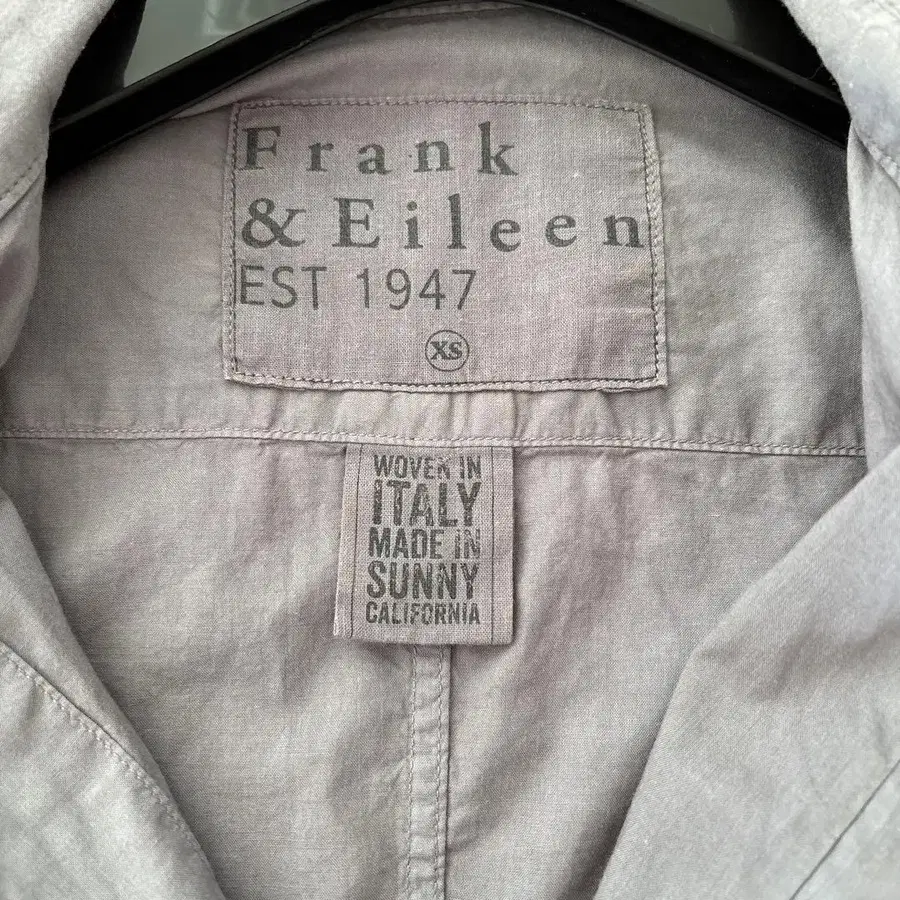 Frank
& Eileen
EST 1947
XS
WOVEN IN
ITALY
MADE IN
SUNNY
CALIFORNIA